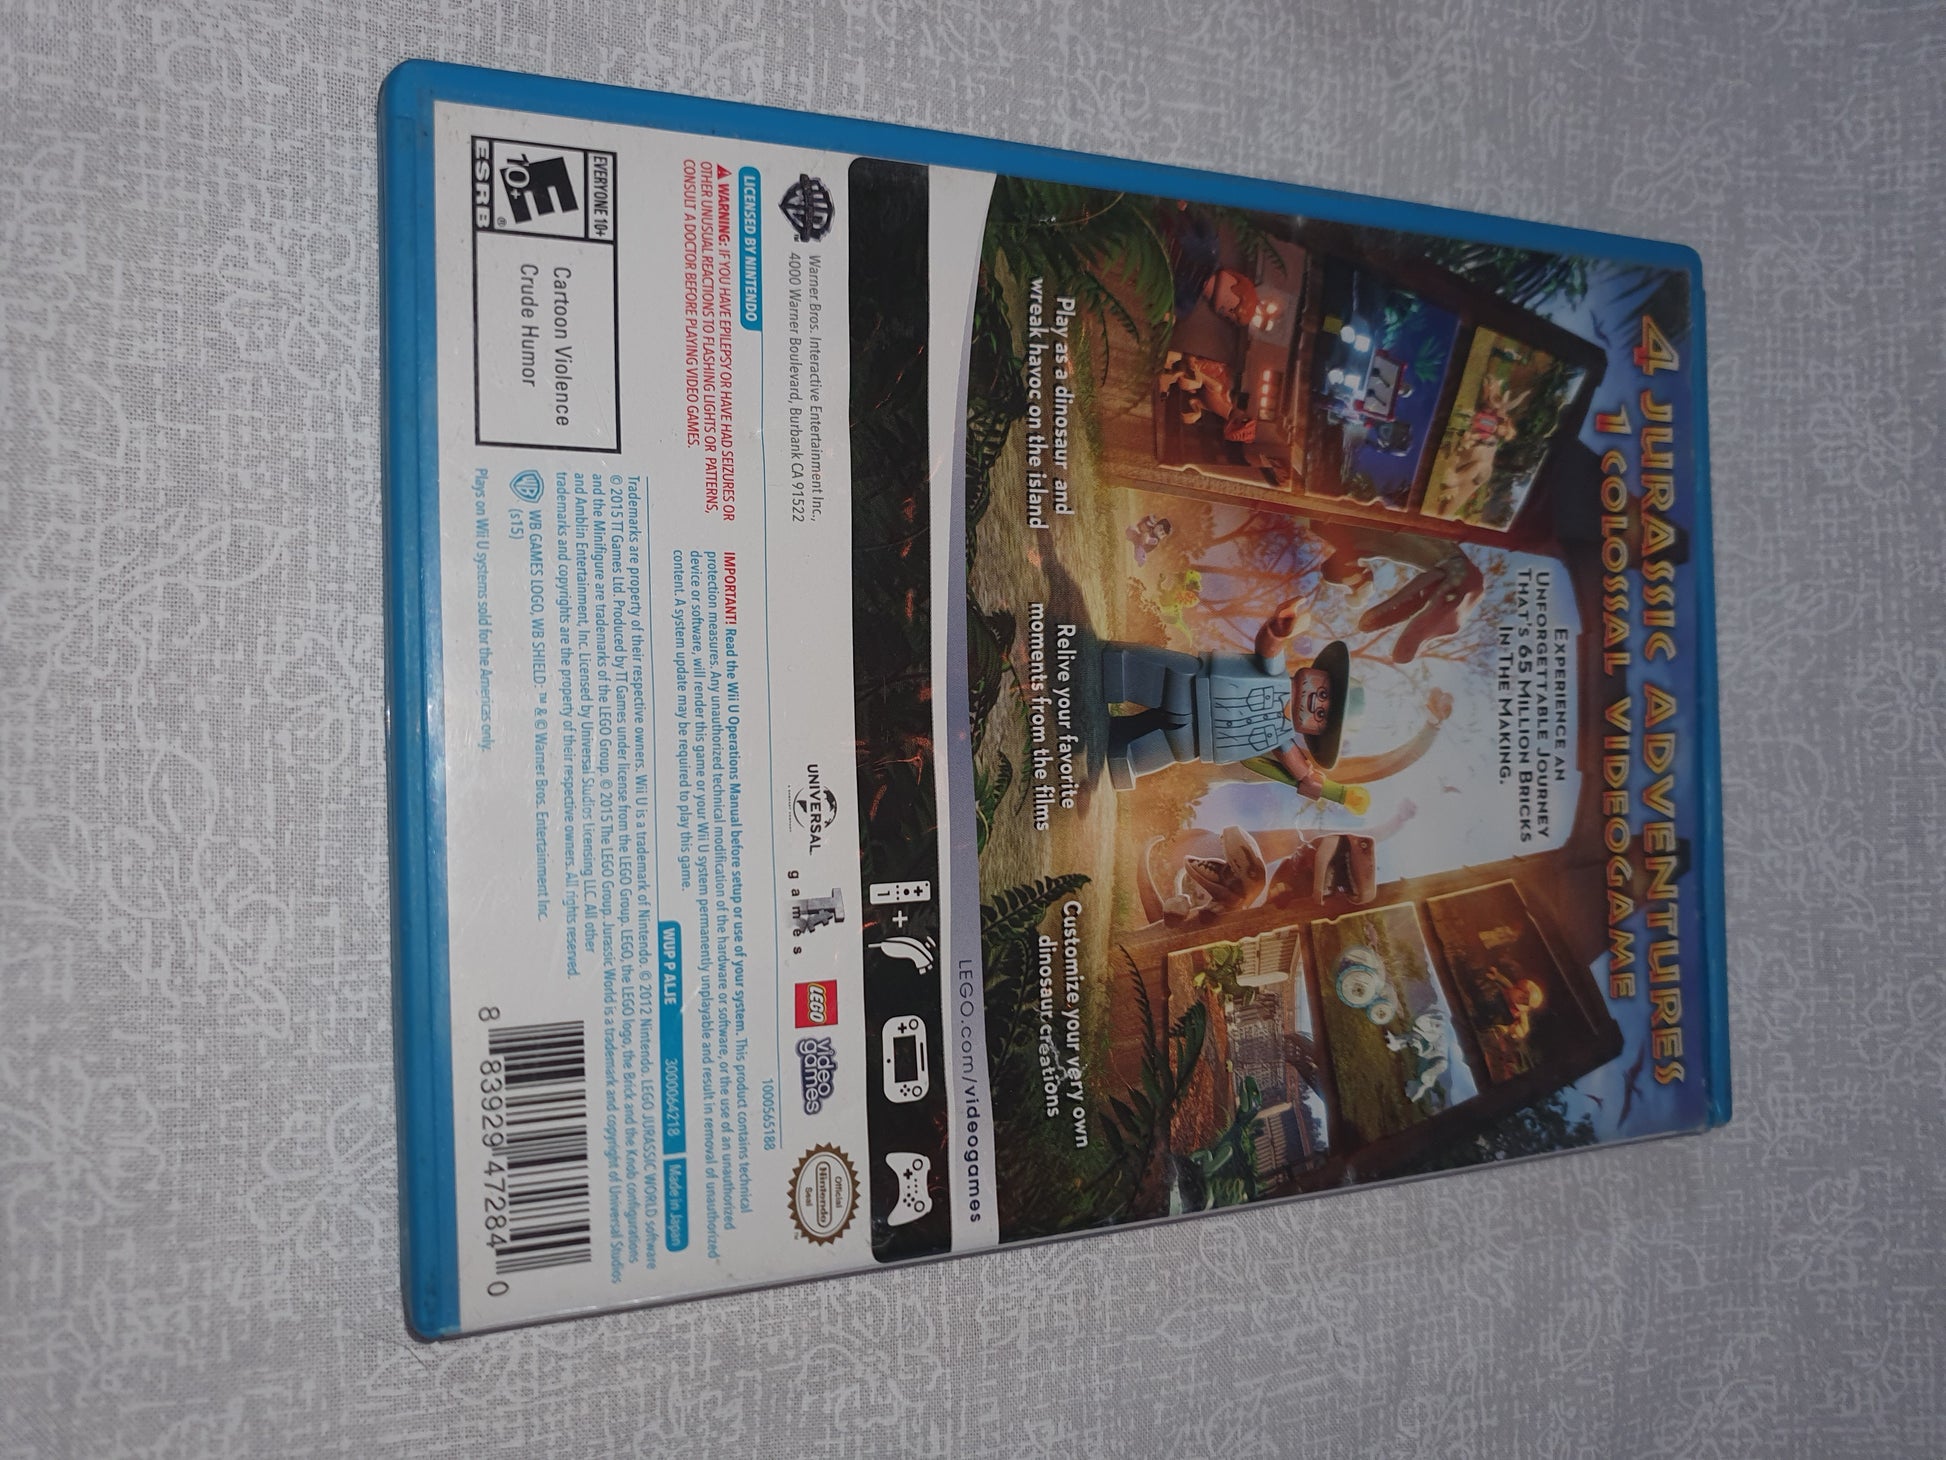 4 JURASSIC ADVENTURES
1 COLOSSAL VIDEOGAME
EXPERIENCE AN
UNFORGETTABLE JOURNEY
THAT'S 65 MILLION BRICKS
IN THE MAKING.
Play as a dinosaur and
wreak havoc on the island
Relive your favorite
moments from the films
Customize your very own
dinosaur creations
LEGO.com/videogames
1 +
WB™
Warner Bros. Interactive Entertainment Inc.,
4000 Warner Boulevard, Burbank CA 91522
UNIVERSAL
games
LEGO
video
games
Official
Nintendo
Seal
LICENSED BY NINTENDO
1000565188
WARNING: IF YOU HAVE EPILEPSY OR HAVE HAD SEIZURES OR
OTHER UNUSUAL REACTIONS TO FLASHING LIGHTS OR PATTERNS,
CONSULT A DOCTOR BEFORE PLAYING VIDEO GAMES.
IMPORTANT! Read the Wii U Operations Manual before setup or use of your system. This product contains technical
protection measures. Any unauthorized technical modification of the hardware or software, or the use of an unauthorized
device or software, will render this game or your Wii U system permanently unplayable and result in removal of unauthorized
content. A system update may be required to play this game.
WUP P ALJE 3000064218 Made in Japan
EVERYONE 10+
E
10+
ESRB®
Cartoon Violence
Crude Humor
Trademarks are property of their respective owners. Wii U is a trademark of Nintendo. © 2012 Nintendo. LEGO JURASSIC WORLD software
© 2015 TT Games Ltd. Produced by TT Games under license from the LEGO Group. LEGO, the LEGO logo, the Brick and the Knob configurations
and the Minifigure are trademarks of the LEGO Group. © 2015 The LEGO Group. Jurassic World is a trademark and copyright of Universal Studios
and Amblin Entertainment, Inc. Licensed by Universal Studios Licensing LLC. All other
trademarks and copyrights are the property of their respective owners. All rights reserved.
WB GAMES LOGO, WB SHIELD: ™ & © Warner Bros. Entertainment Inc.
(s15)
Plays on Wii U systems sold for the Americas only.
8 83929 47284 0